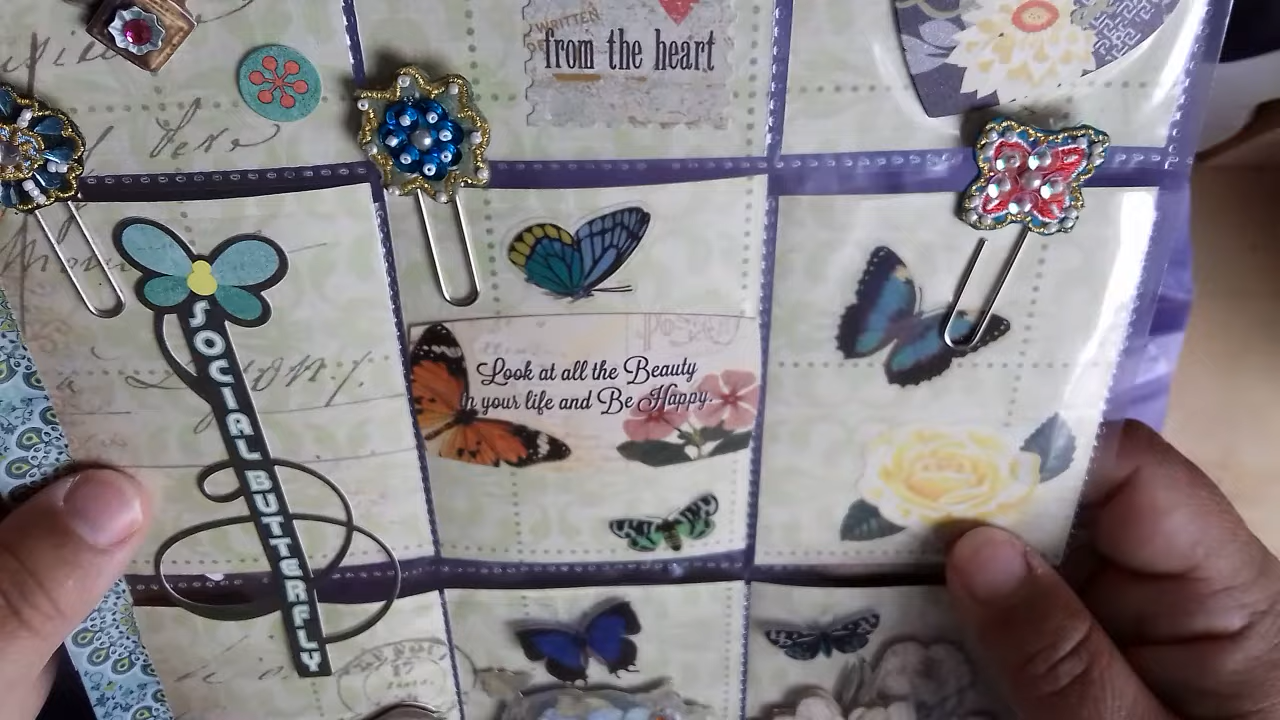 WRITTEN
from the heart
SOCIAL BUTTERFLY
Look at all the Beauty
in your life and Be Happy.